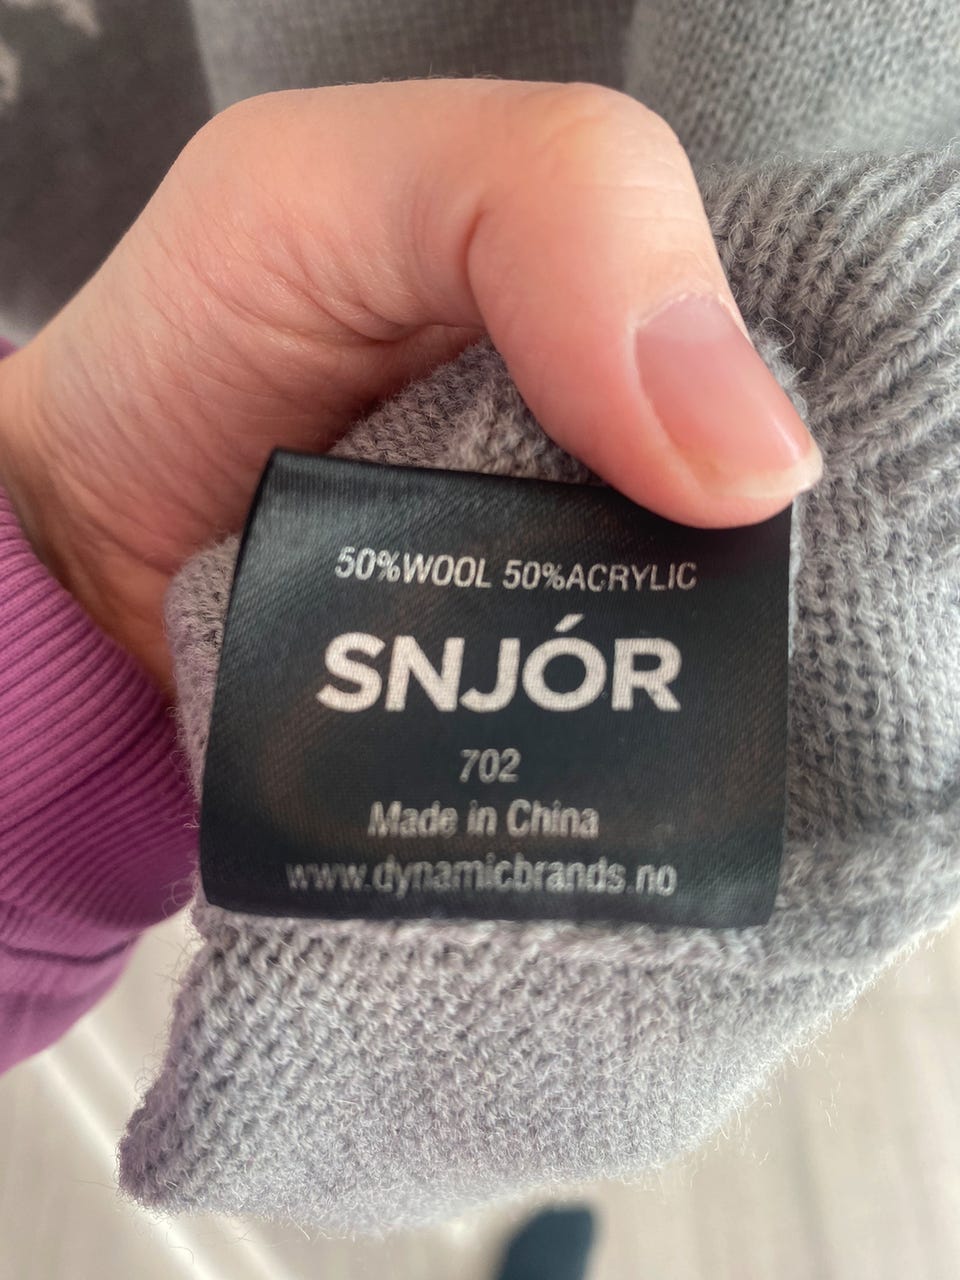 50%WOOL 50%ACRYLIC
SNJÓR
702
Made in China
www.dynamicbrands.no